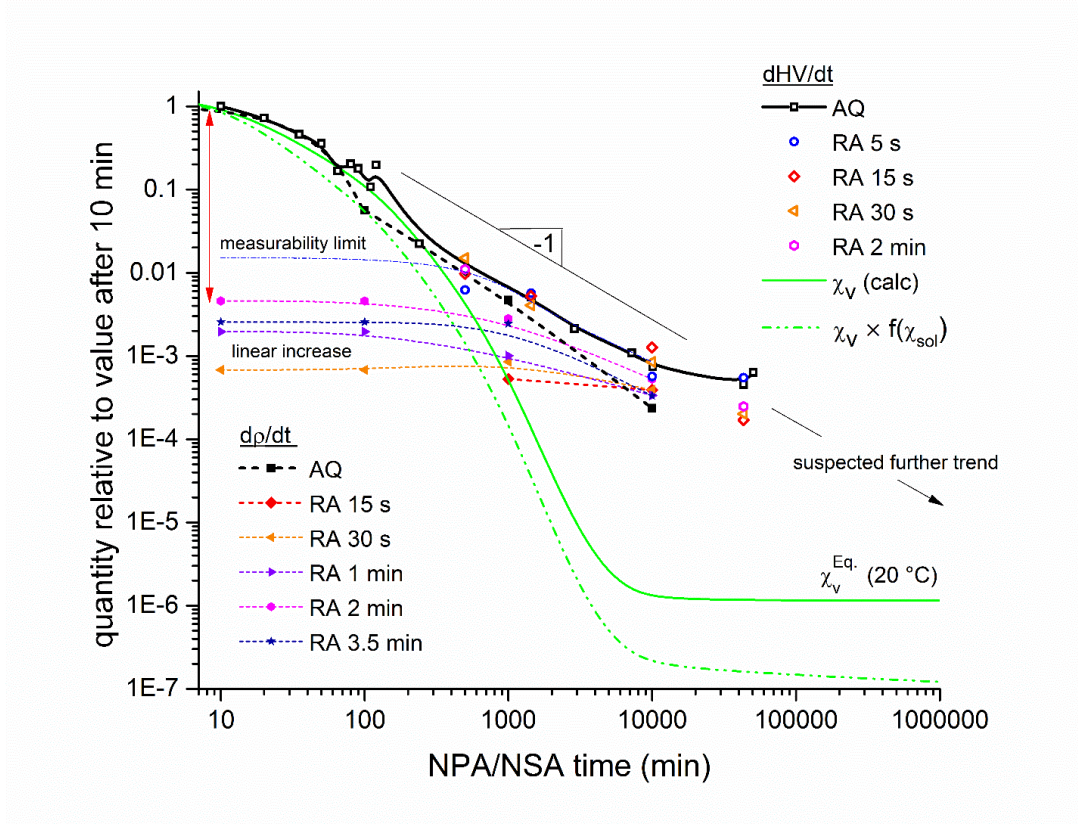 quantity relative to value after 10 min
1
0.1
0.01
1E-3
1E-4
1E-5
1E-6
1E-7
10
100
1000
10000
100000
1000000
NPA/NSA time (min)
measurability limit
linear increase
-1
dHV/dt
AQ
RA 5 s
RA 15 s
RA 30 s
RA 2 min
χᵥ (calc)
χᵥ × f(χsol)
dρ/dt
AQ
RA 15 s
RA 30 s
RA 1 min
RA 2 min
RA 3.5 min
suspected further trend
χᵥ^Eq. (20 °C)